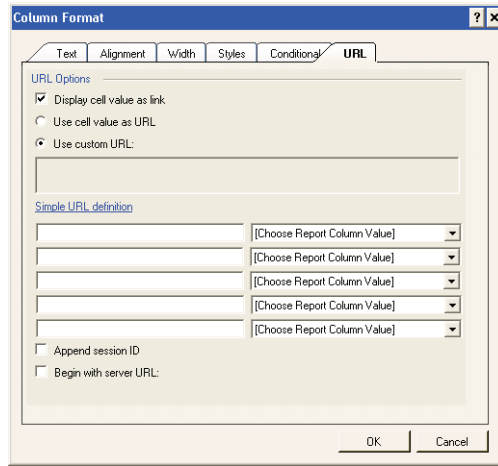 Column Format
Text Alignment Width Styles Conditional URL
URL Options
Display cell value as link
Use cell value as URL
Use custom URL:
Simple URL definition
[Choose Report Column Value]
[Choose Report Column Value]
[Choose Report Column Value]
[Choose Report Column Value]
[Choose Report Column Value]
Append session ID
Begin with server URL:
OK Cancel